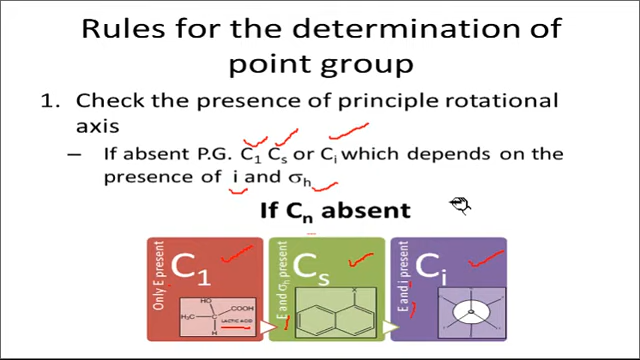 Rules for the determination of
point group
1. Check the presence of principle rotational
axis
– If absent P.G. C₁ Cₛ or Cᵢ which depends on the
presence of i and σₕ
If Cₙ absent
Only E present
C₁
HO
H₃C
C
COOH
H
LACTIC ACID
E and σₕ present
Cₛ
X
E and i present
Cᵢ